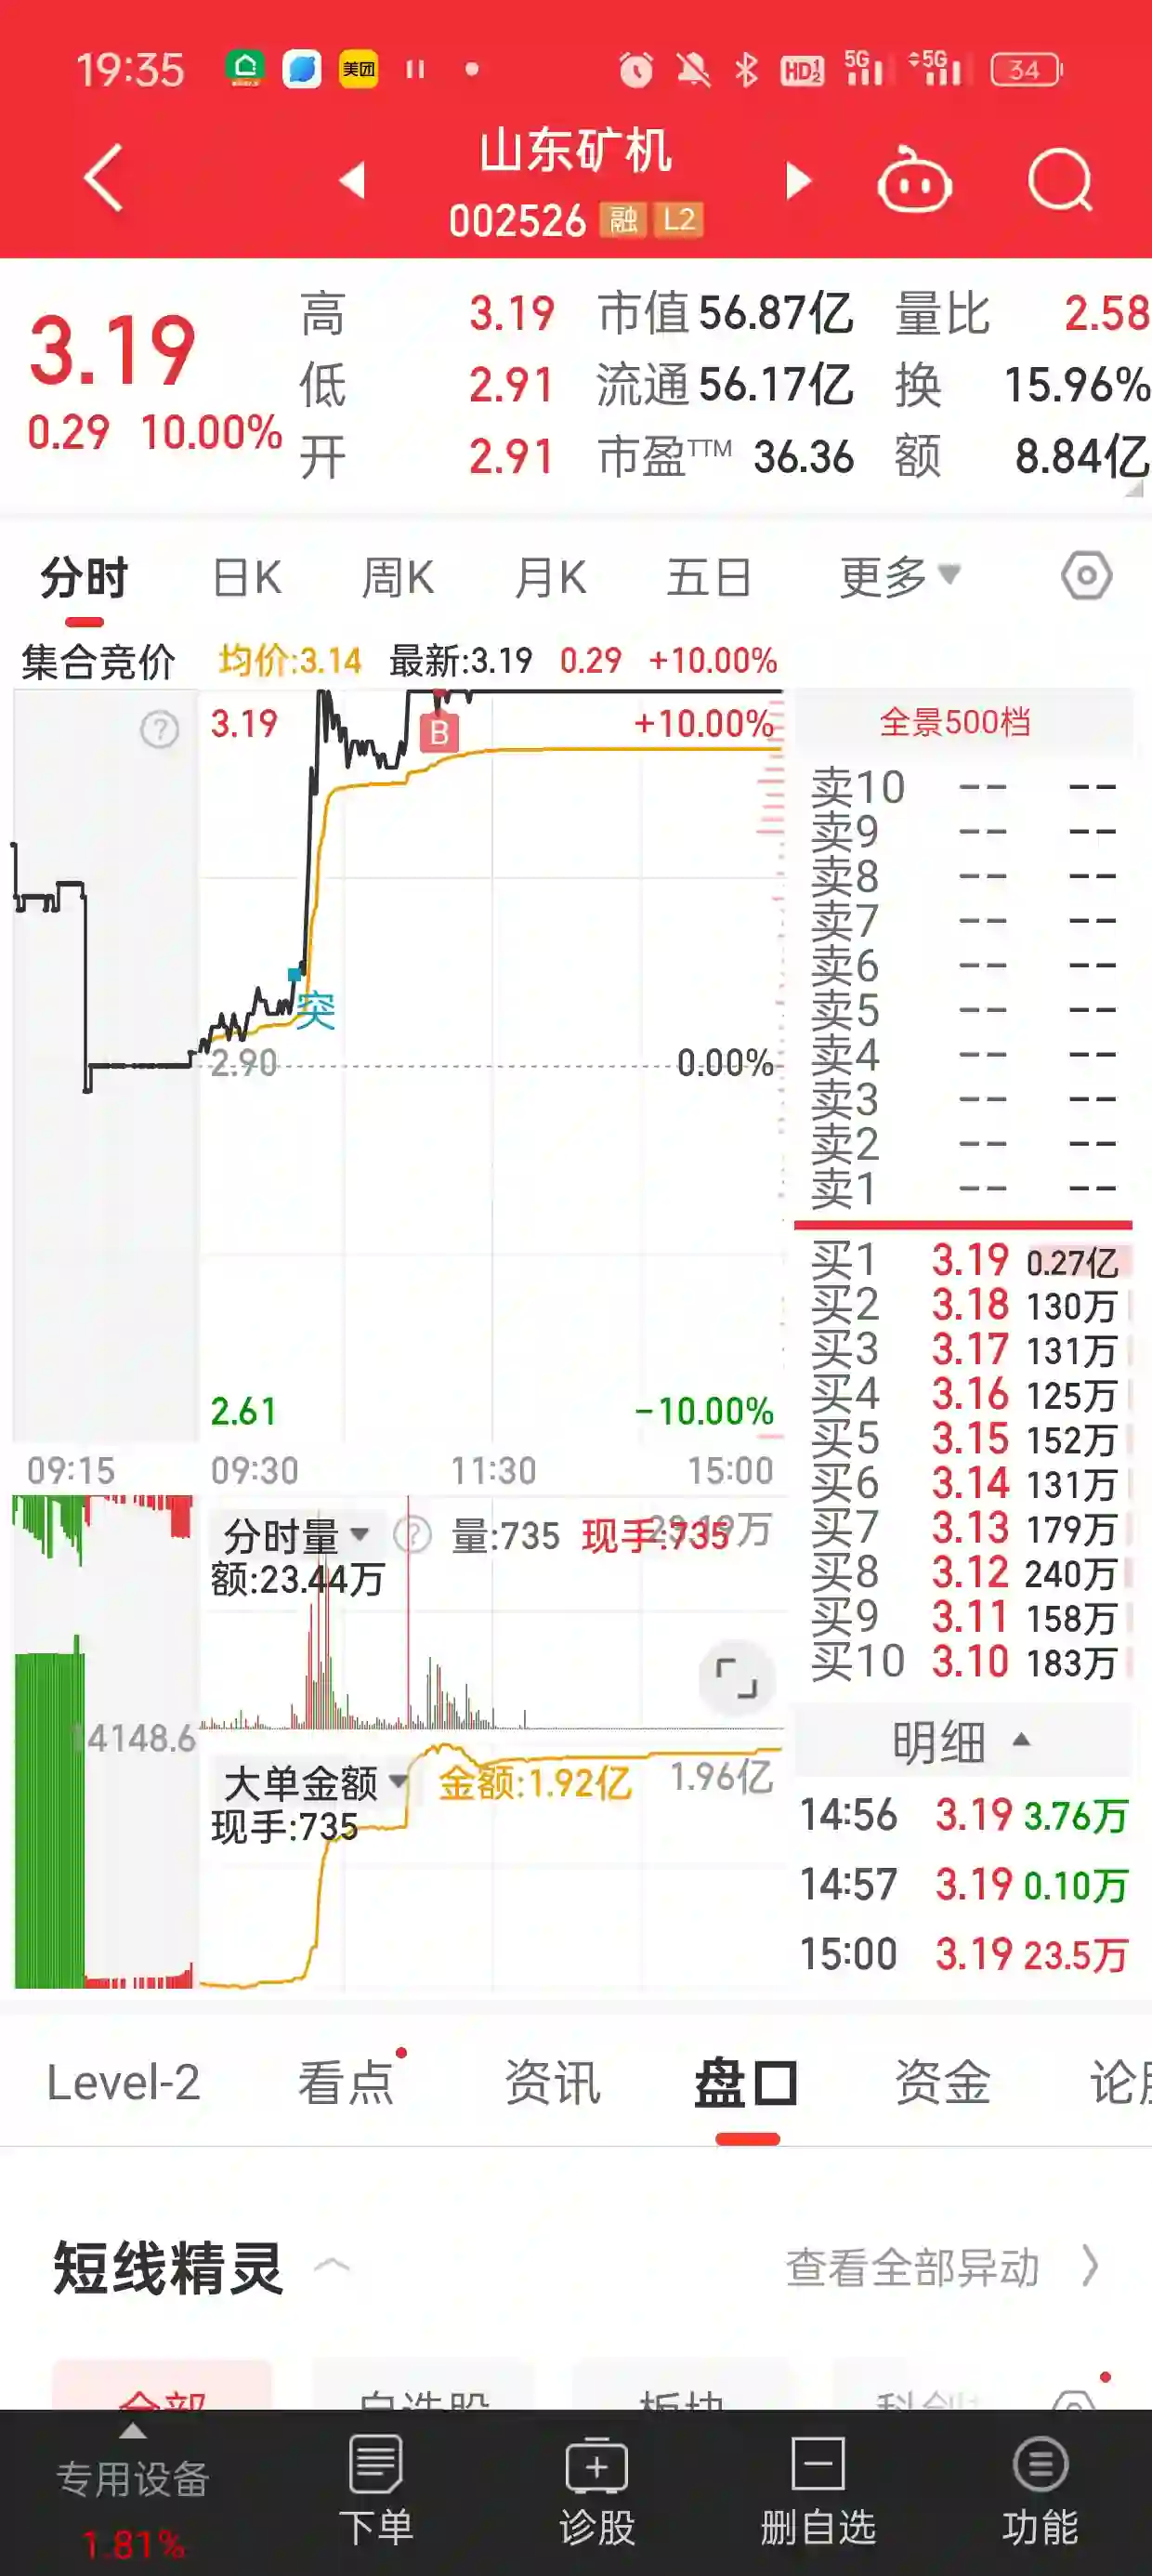 19:35 美团 HD 1 2 5G 5G 34
山东矿机
002526 融 L2
3.19 高 3.19 市值 56.87亿 量比 2.58
0.29 10.00% 低 2.91 流通 56.17亿 换 15.96%
开 2.91 市盈TTM 36.36 额 8.84亿
分时 日K 周K 月K 五日 更多
集合竞价 均价:3.14 最新:3.19 0.29 +10.00%
3.19 B +10.00%
突
2.90 0.00%
2.61 -10.00%
09:15 09:30 11:30 15:00
全景500档
卖10 -- --
卖9 -- --
卖8 -- --
卖7 -- --
卖6 -- --
卖5 -- --
卖4 -- --
卖3 -- --
卖2 -- --
卖1 -- --
买1 3.19 0.27亿
买2 3.18 130万
买3 3.17 131万
买4 3.16 125万
买5 3.15 152万
买6 3.14 131万
买7 3.13 179万
买8 3.12 240万
买9 3.11 158万
买10 3.10 183万
分时量 ? 量:735 现手:735
额:23.44万
14148.6
大单金额 金额:1.92亿 1.96亿
现手:735
明细
14:56 3.19 3.76万
14:57 3.19 0.10万
15:00 3.19 23.5万
Level-2 看点 资讯 盘口 资金
短线精灵 查看全部异动
全部 自选股 板块 科创
专用设备 下单 诊股 删自选 功能
1.81%